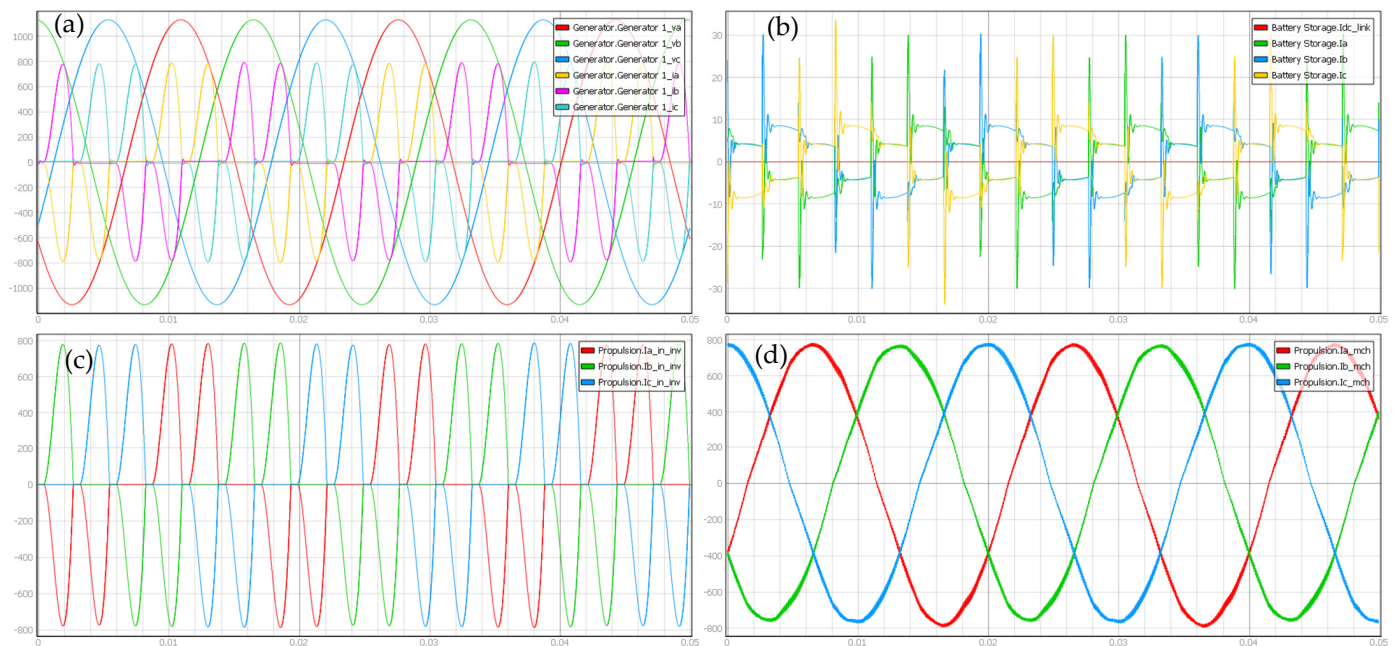 (a)
Generator.Generator 1_va
Generator.Generator 1_vb
Generator.Generator 1_vc
Generator.Generator 1_ia
Generator.Generator 1_ib
Generator.Generator 1_ic
1000
800
600
400
200
0
-200
-400
-600
-800
-1000
0 0.01 0.02 0.03 0.04 0.05
(b)
Battery Storage.Idc_link
Battery Storage.Ia
Battery Storage.Ib
Battery Storage.Ic
30
20
10
0
-10
-20
-30
0 0.01 0.02 0.03 0.04 0.05
(c)
Propulsion.Ia_in_inv
Propulsion.Ib_in_inv
Propulsion.Ic_in_inv
800
600
400
200
0
-200
-400
-600
-800
0 0.01 0.02 0.03 0.04 0.05
(d)
Propulsion.Ia_mch
Propulsion.Ib_mch
Propulsion.Ic_mch
800
600
400
200
0
-200
-400
-600
-800
0 0.01 0.02 0.03 0.04 0.05